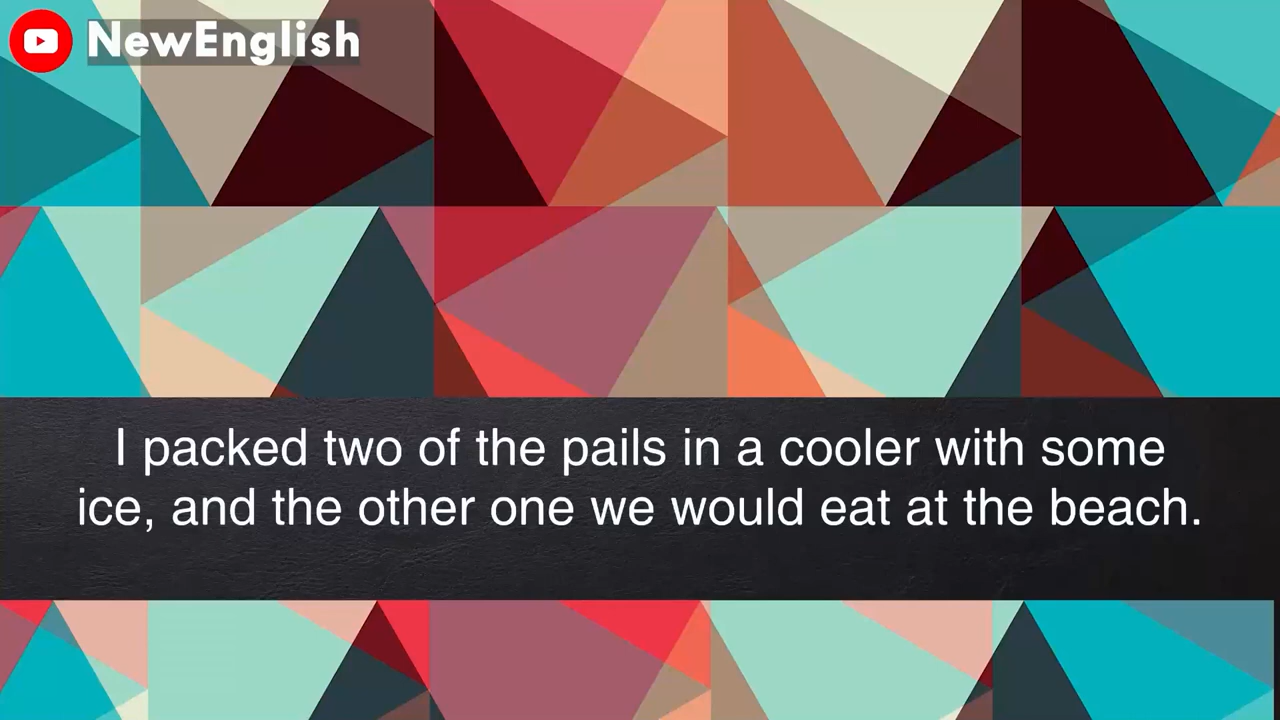 NewEnglish
I packed two of the pails in a cooler with some
ice, and the other one we would eat at the beach.